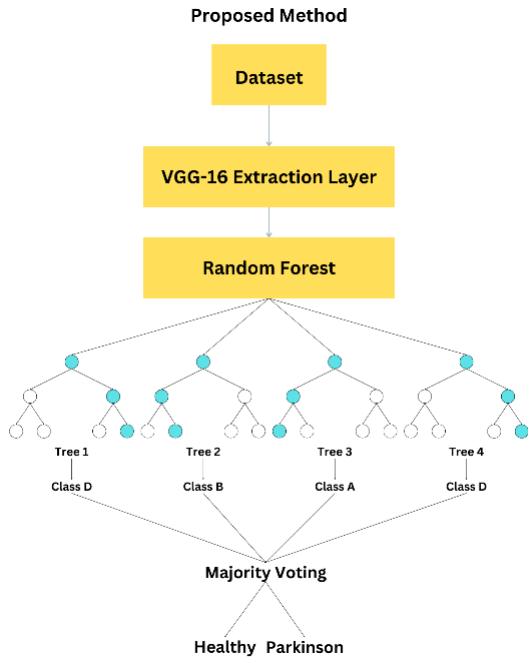 Proposed Method
Dataset
VGG-16 Extraction Layer
Random Forest
Tree 1 Tree 2 Tree 3 Tree 4
Class D Class B Class A Class D
Majority Voting
Healthy Parkinson